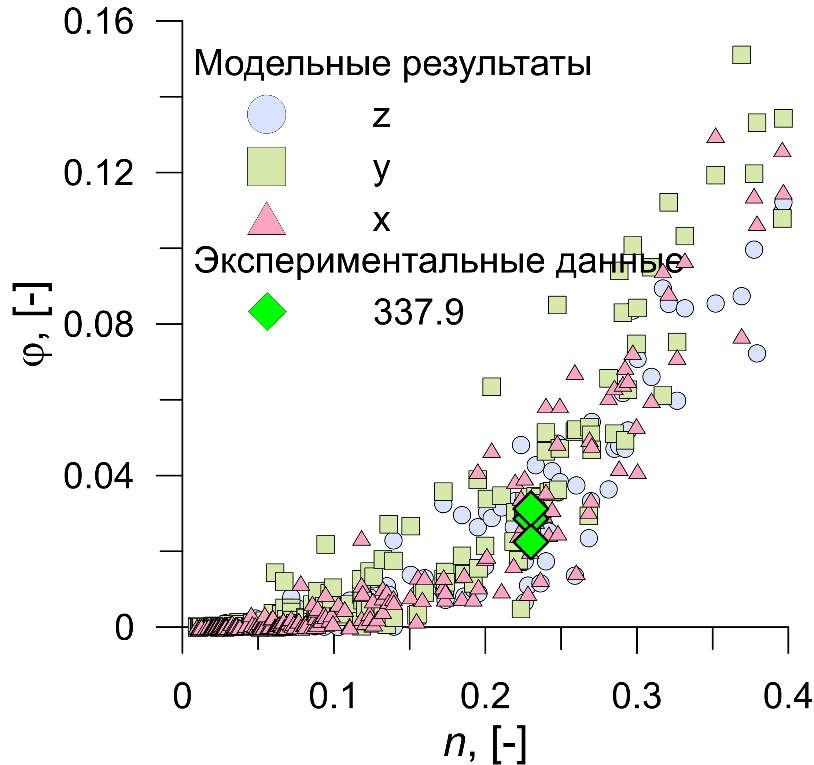 0.16
Модельные результаты
z
0.12
y
x
Экспериментальные данные
φ, [-]
0.08
337.9
0.04
0
0 0.1 0.2 0.3 0.4
n, [-]